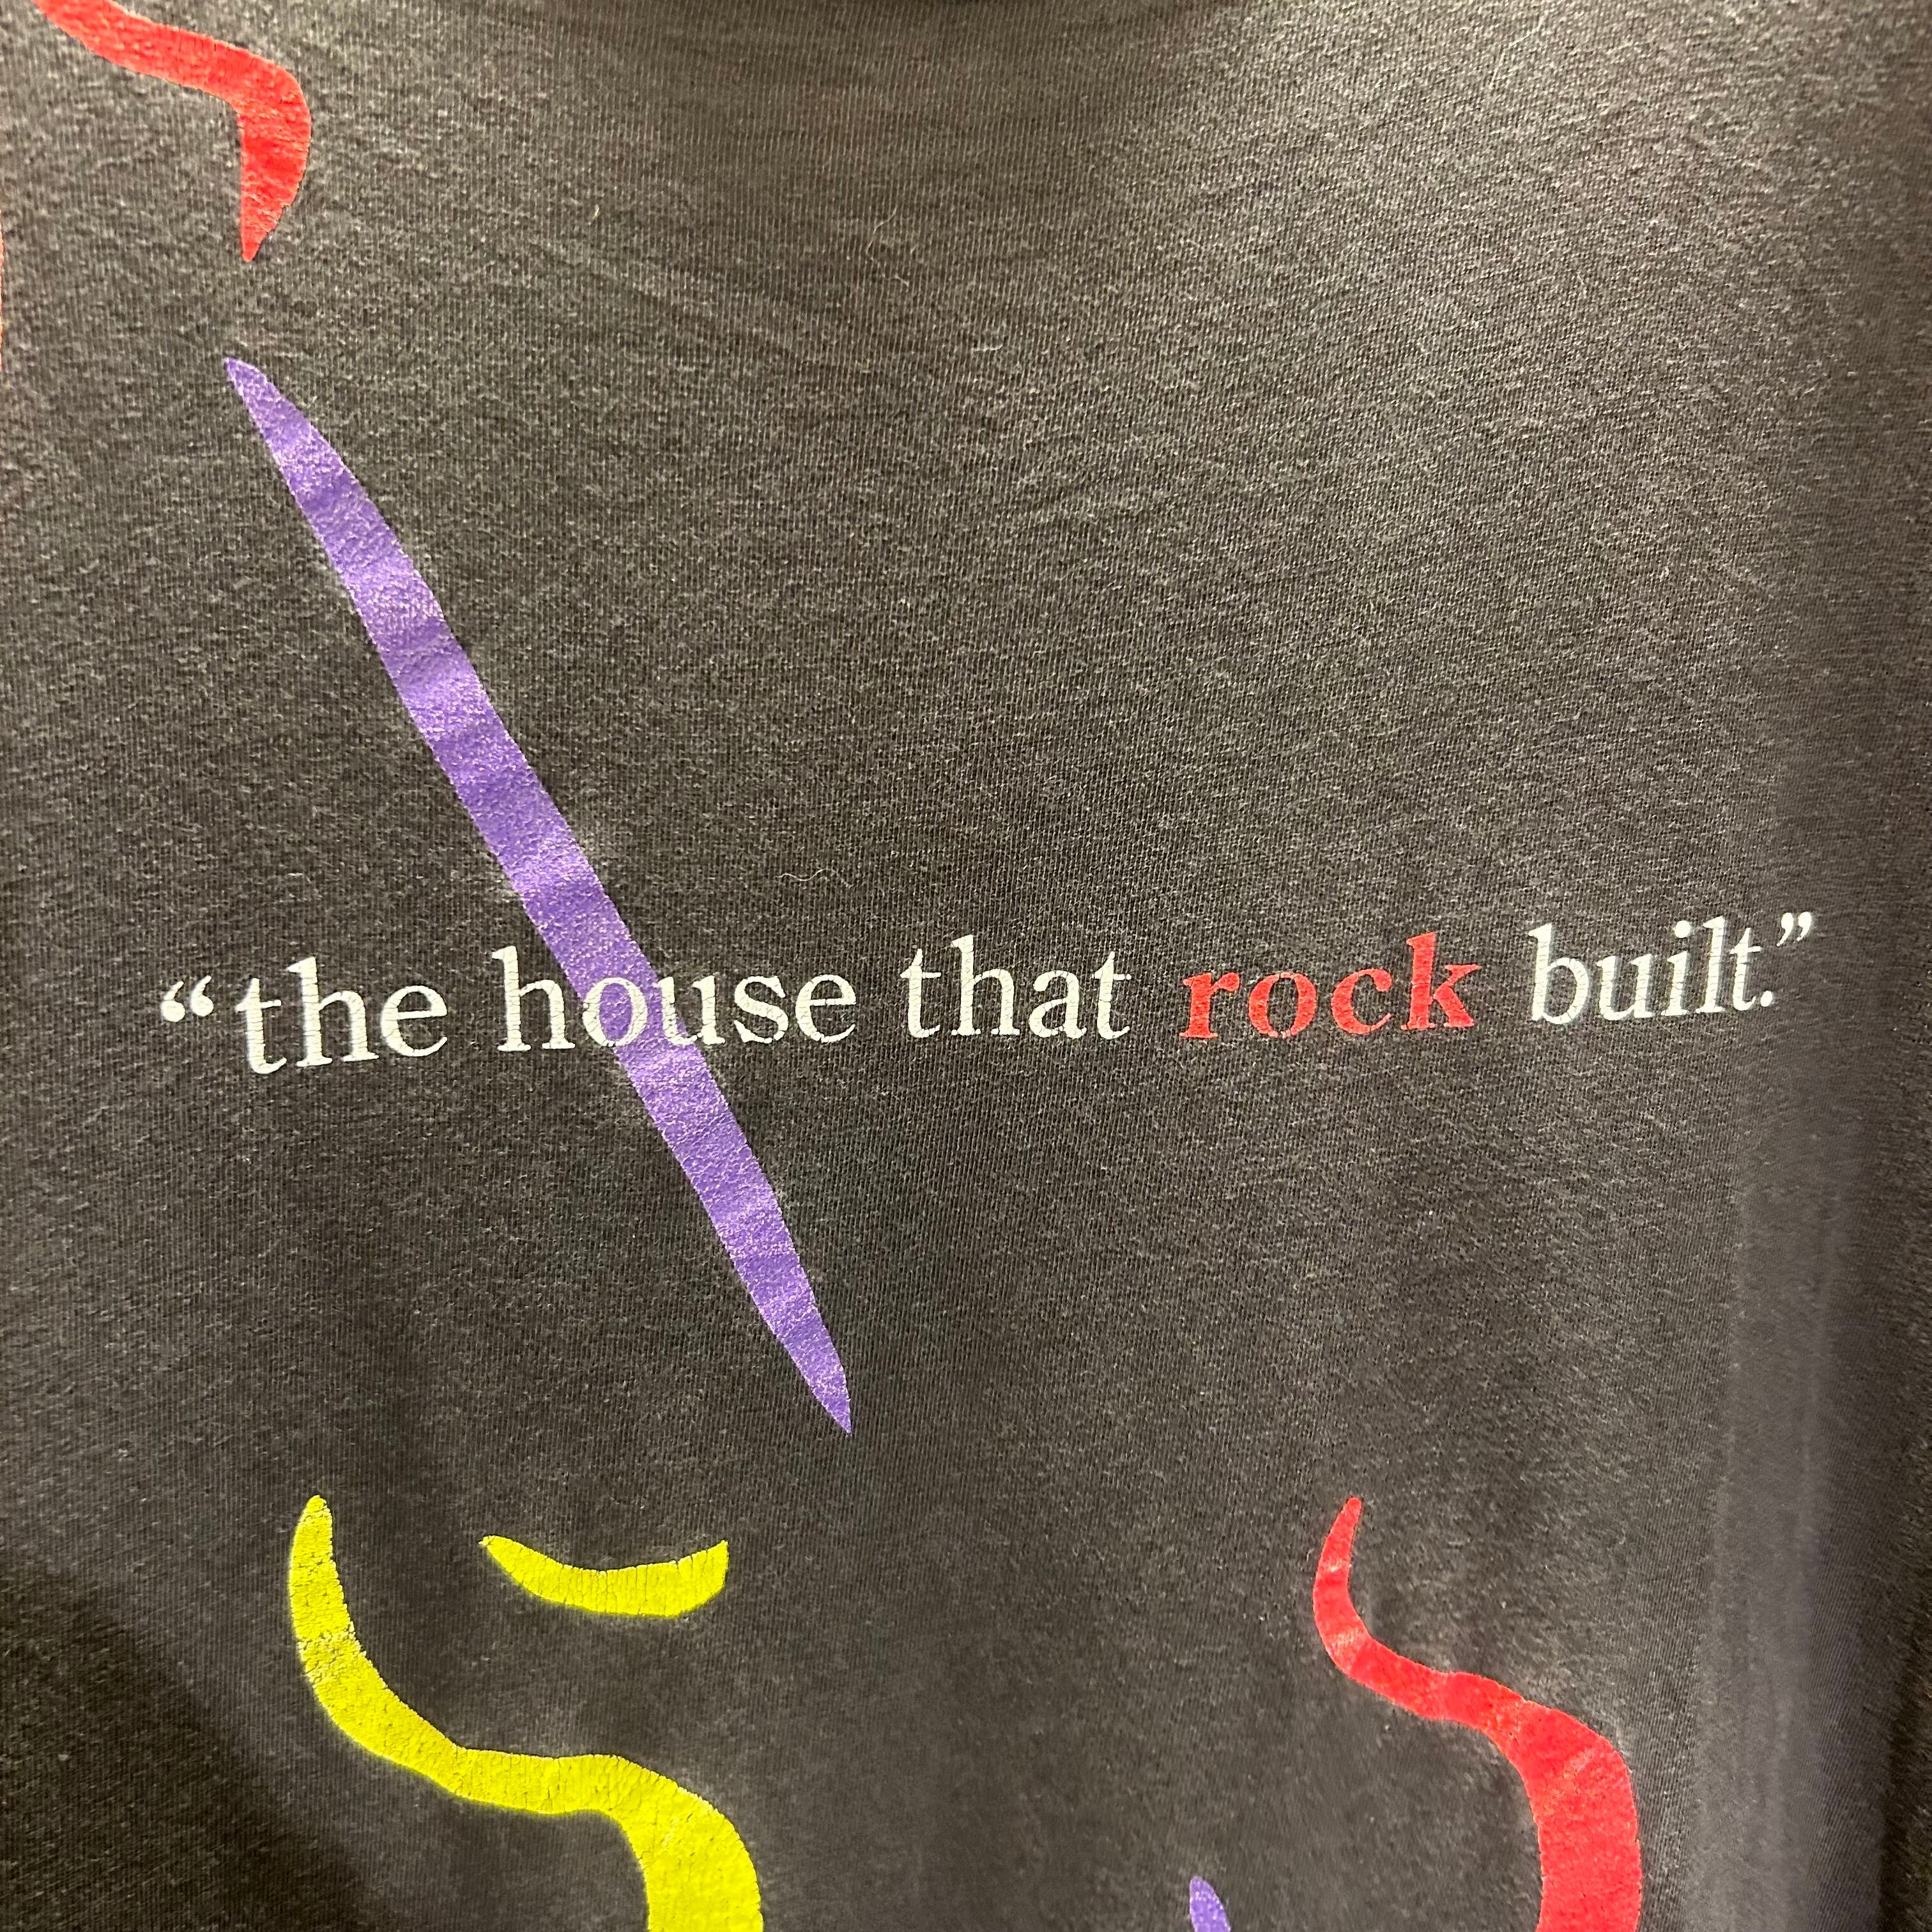 “the house that rock built.”